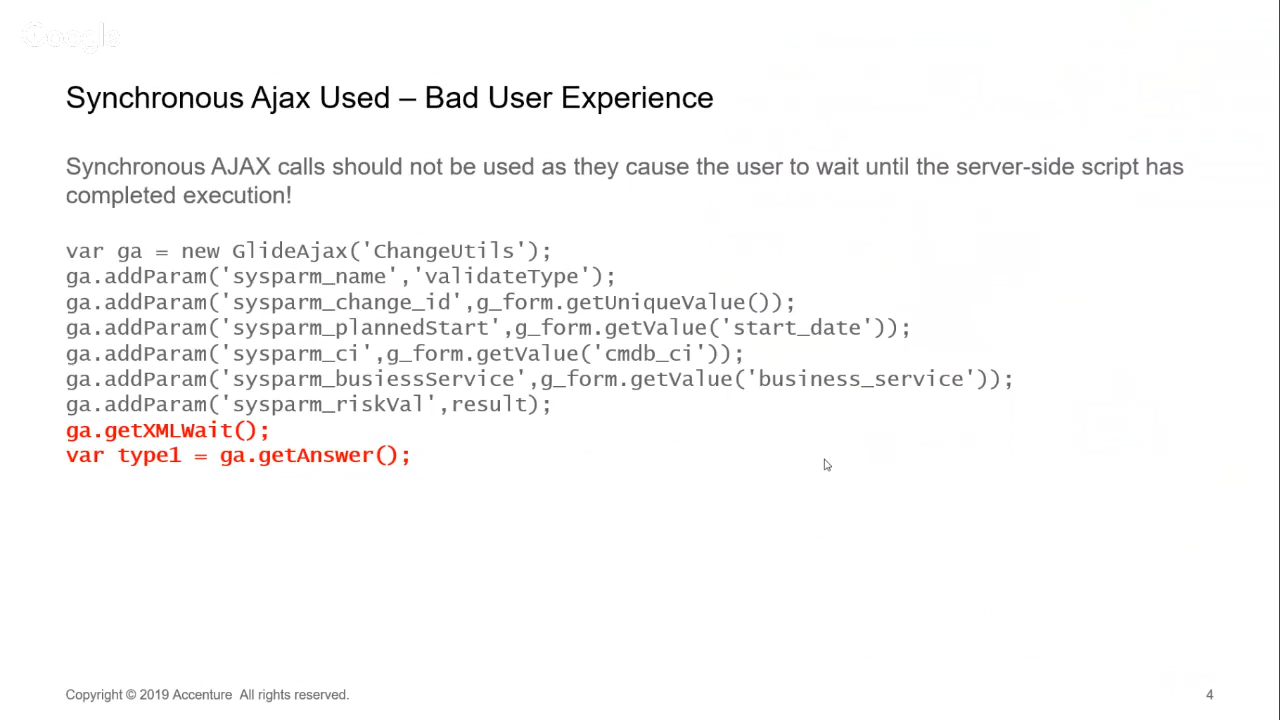 Google
Synchronous Ajax Used – Bad User Experience
Synchronous AJAX calls should not be used as they cause the user to wait until the server-side script has
completed execution!
var ga = new GlideAjax('ChangeUtils');
ga.addParam('sysparm_name','validateType');
ga.addParam('sysparm_change_id',g_form.getUniqueValue());
ga.addParam('sysparm_plannedStart',g_form.getValue('start_date'));
ga.addParam('sysparm_ci',g_form.getValue('cmdb_ci'));
ga.addParam('sysparm_busiessService',g_form.getValue('business_service'));
ga.addParam('sysparm_riskVal',result);
ga.getXMLWait();
var type1 = ga.getAnswer();
Copyright © 2019 Accenture All rights reserved.
4